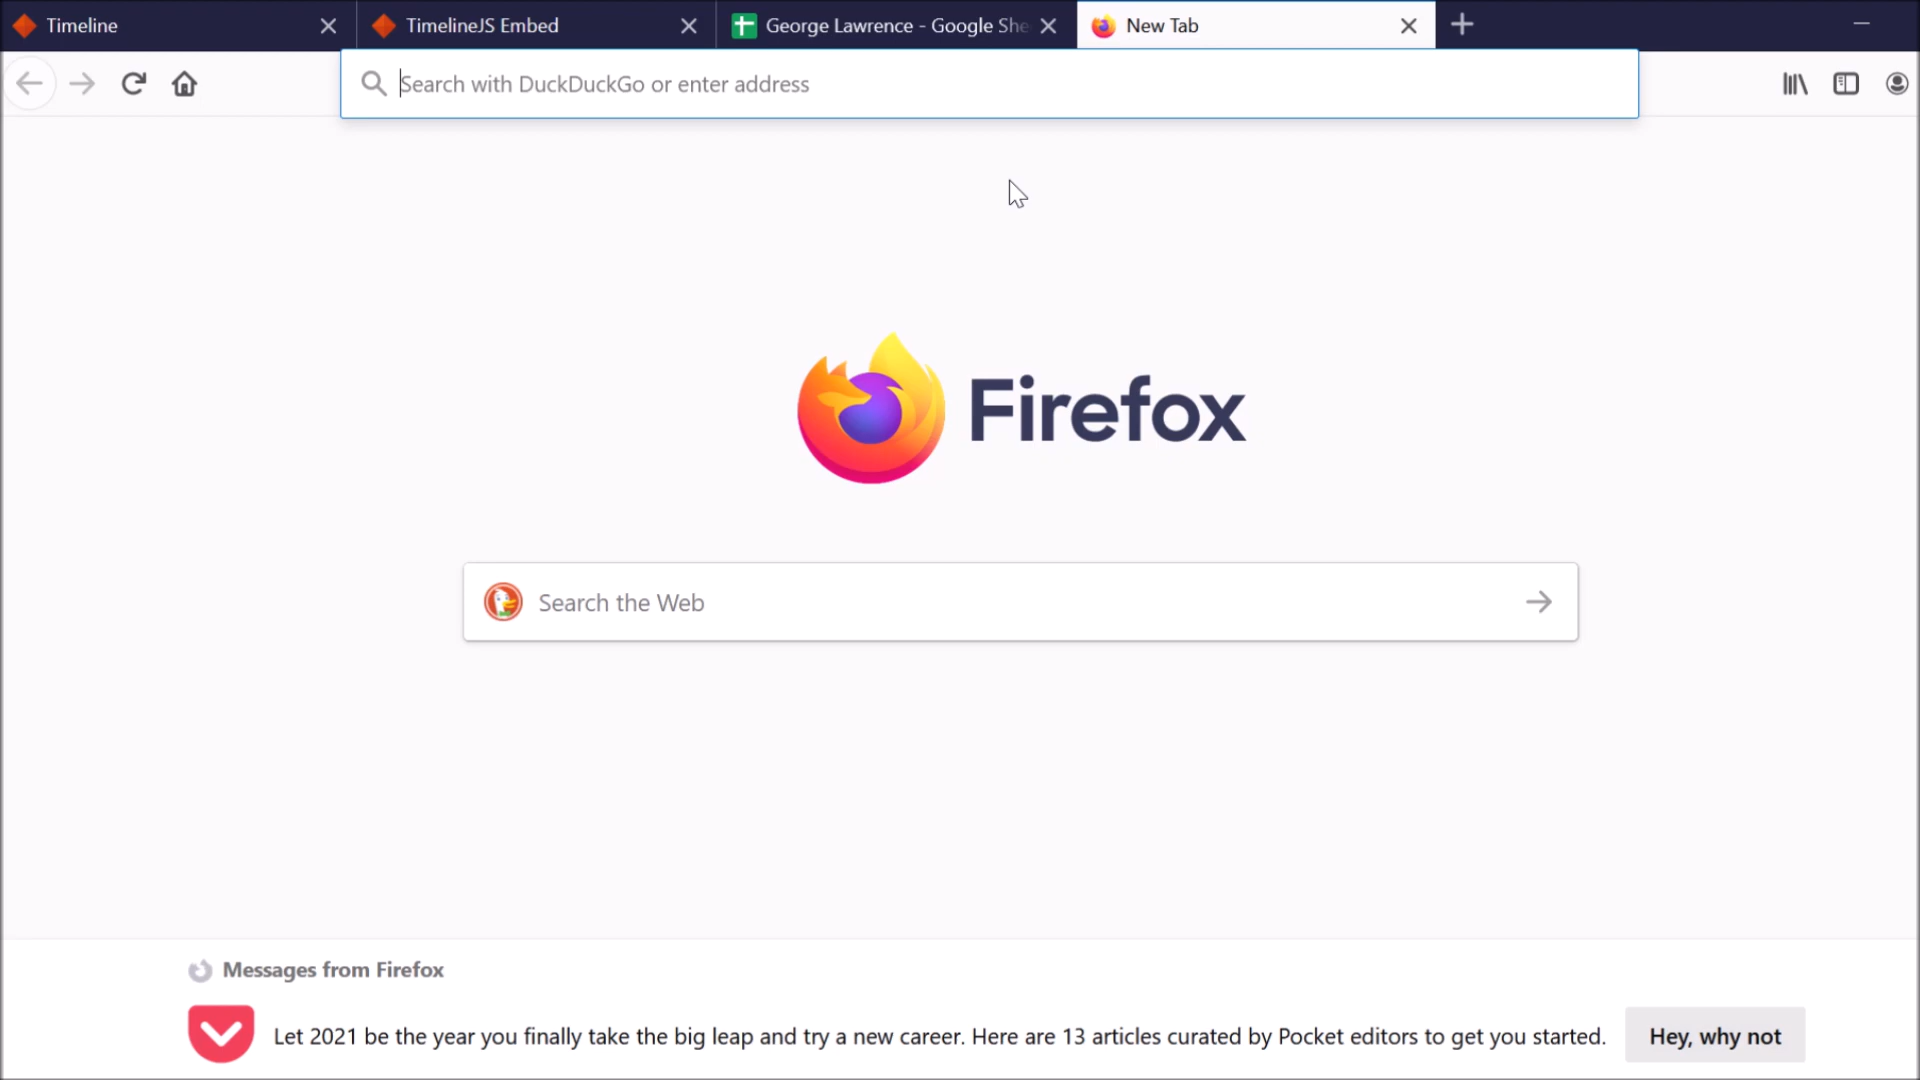 Timeline
TimelineJS Embed
George Lawrence - Google She
New Tab
Search with DuckDuckGo or enter address
Firefox
Search the Web
Messages from Firefox
Let 2021 be the year you finally take the big leap and try a new career. Here are 13 articles curated by Pocket editors to get you started.
Hey, why not